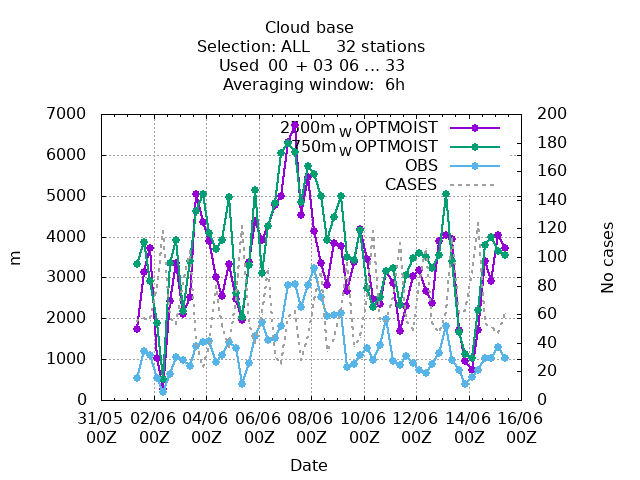 Cloud base
Selection: ALL 32 stations
Used 00 + 03 06 ... 33
Averaging window: 6h
7000
6000
5000
4000
3000
2000
1000
0
m
200
180
160
140
120
100
80
60
40
20
0
No cases
2500m_W OPTMOIST
750m_W OPTMOIST
OBS
CASES
31/05 02/06 04/06 06/06 08/06 10/06 12/06 14/06 16/06
00Z 00Z 00Z 00Z 00Z 00Z 00Z 00Z 00Z
Date